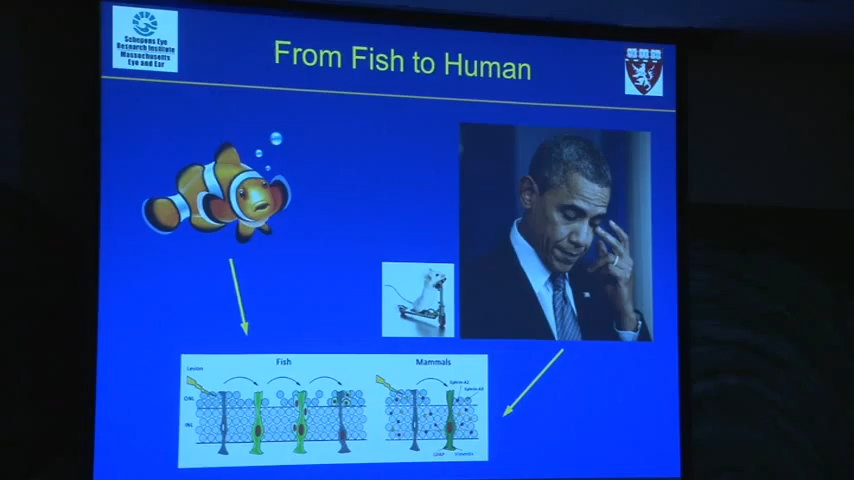 Schepens Eye
Research Institute
Massachusetts
Eye and Ear
From Fish to Human
Lesion
Fish
Mammals
ONL
INL